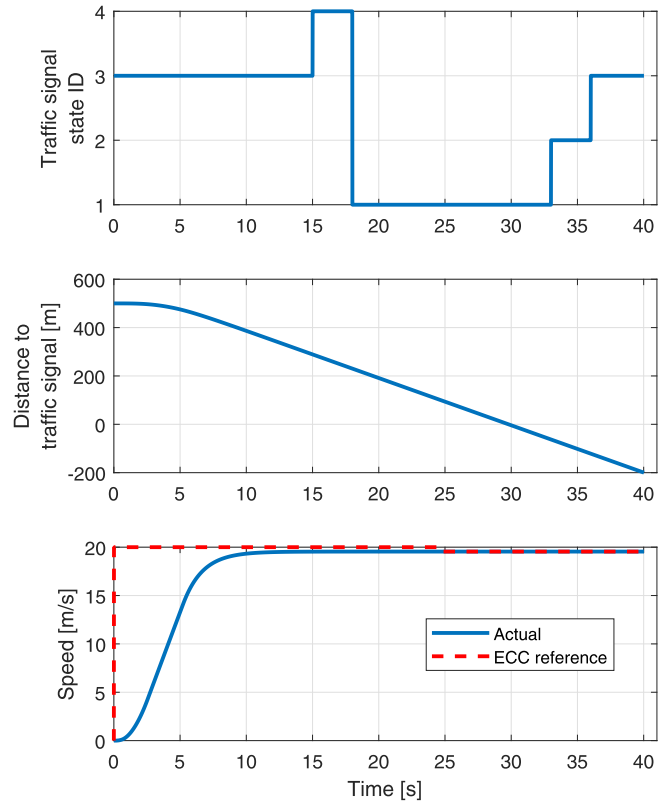 4
3
2
1
Traffic signal
state ID
0 5 10 15 20 25 30 35 40
600
400
200
0
-200
Distance to
traffic signal [m]
0 5 10 15 20 25 30 35 40
20
15
10
5
0
Speed [m/s]
Actual
ECC reference
0 5 10 15 20 25 30 35 40
Time [s]